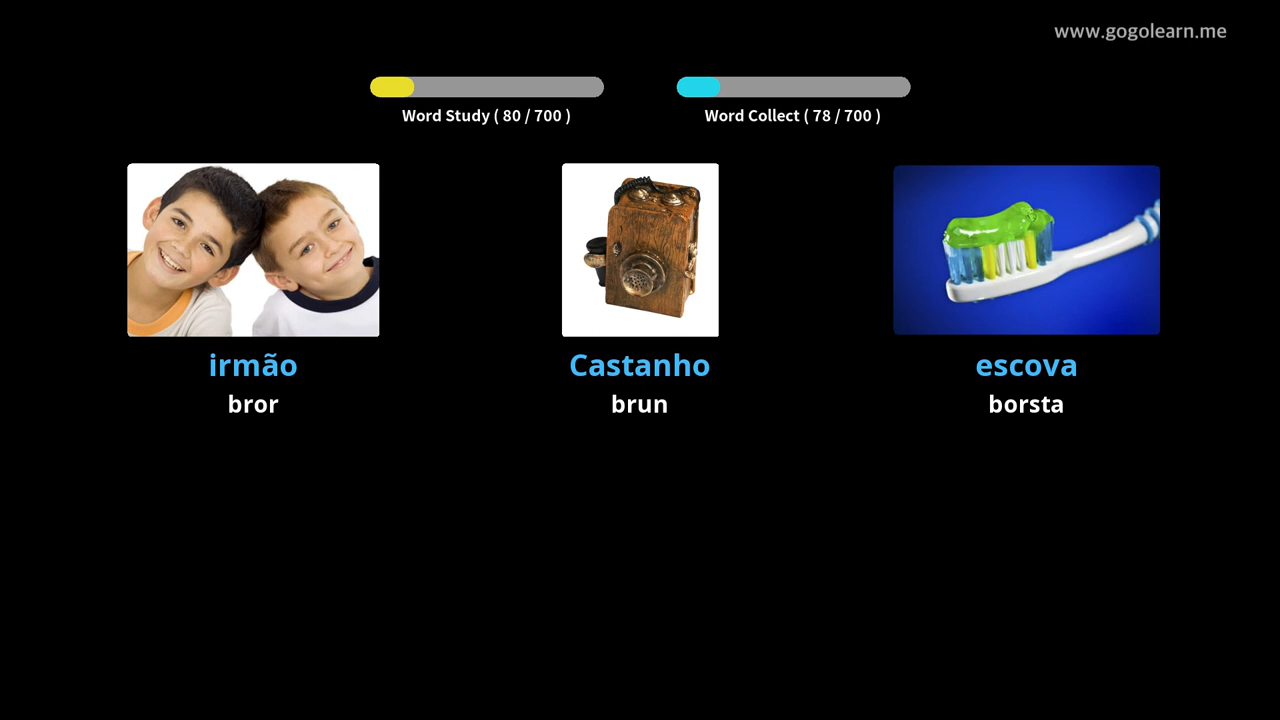 www.gogolearn.me
Word Study ( 80 / 700 )
Word Collect ( 78 / 700 )
irmão
bror
Castanho
brun
escova
borsta